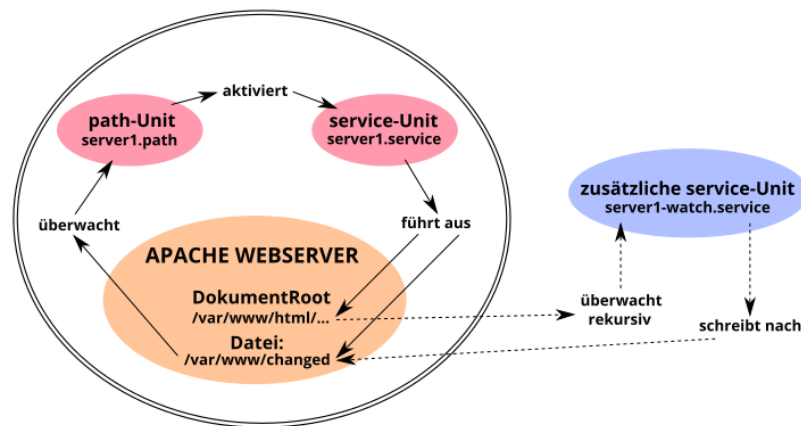 aktiviert
path-Unit
server1.path
service-Unit
server1.service
zusätzliche service-Unit
server1-watch.service
überwacht
führt aus
APACHE WEBSERVER
DokumentRoot
/var/www/html/...
Datei:
/var/www/changed
überwacht
rekursiv
schreibt nach